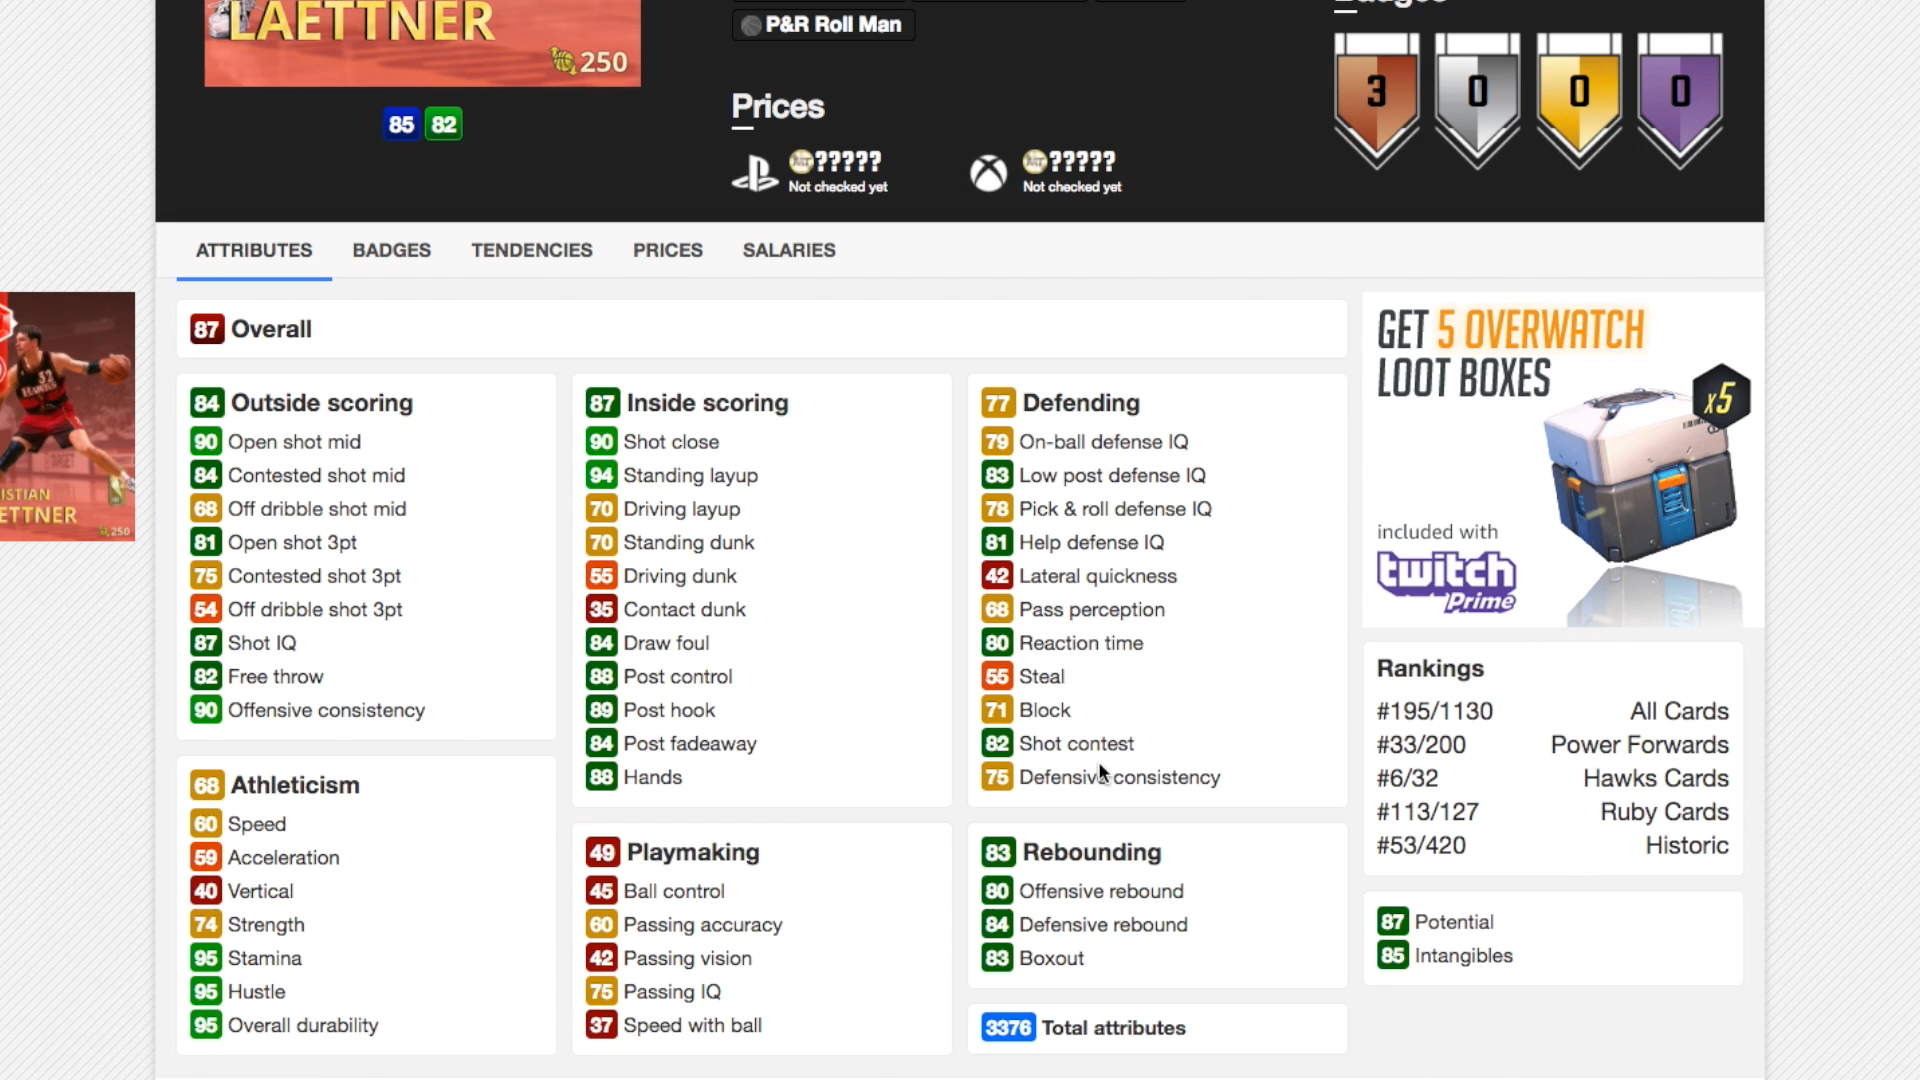 LAETTNER
250
85 82
P&R Roll Man
Prices
?????
Not checked yet
?????
Not checked yet
3 0 0 0
ATTRIBUTES BADGES TENDENCIES PRICES SALARIES
87 Overall
84 Outside scoring
90 Open shot mid
84 Contested shot mid
68 Off dribble shot mid
81 Open shot 3pt
75 Contested shot 3pt
54 Off dribble shot 3pt
87 Shot IQ
82 Free throw
90 Offensive consistency
68 Athleticism
60 Speed
59 Acceleration
40 Vertical
74 Strength
95 Stamina
95 Hustle
95 Overall durability
87 Inside scoring
90 Shot close
94 Standing layup
70 Driving layup
70 Standing dunk
55 Driving dunk
35 Contact dunk
84 Draw foul
88 Post control
89 Post hook
84 Post fadeaway
88 Hands
49 Playmaking
45 Ball control
60 Passing accuracy
42 Passing vision
75 Passing IQ
37 Speed with ball
77 Defending
79 On-ball defense IQ
83 Low post defense IQ
78 Pick & roll defense IQ
81 Help defense IQ
42 Lateral quickness
68 Pass perception
80 Reaction time
55 Steal
71 Block
82 Shot contest
75 Defensive consistency
83 Rebounding
80 Offensive rebound
84 Defensive rebound
83 Boxout
3376 Total attributes
GET 5 OVERWATCH
LOOT BOXES
x5
included with
twitch
Prime
Rankings
#195/1130 All Cards
#33/200 Power Forwards
#6/32 Hawks Cards
#113/127 Ruby Cards
#53/420 Historic
87 Potential
85 Intangibles
32
ISTIAN
ETTNER
250